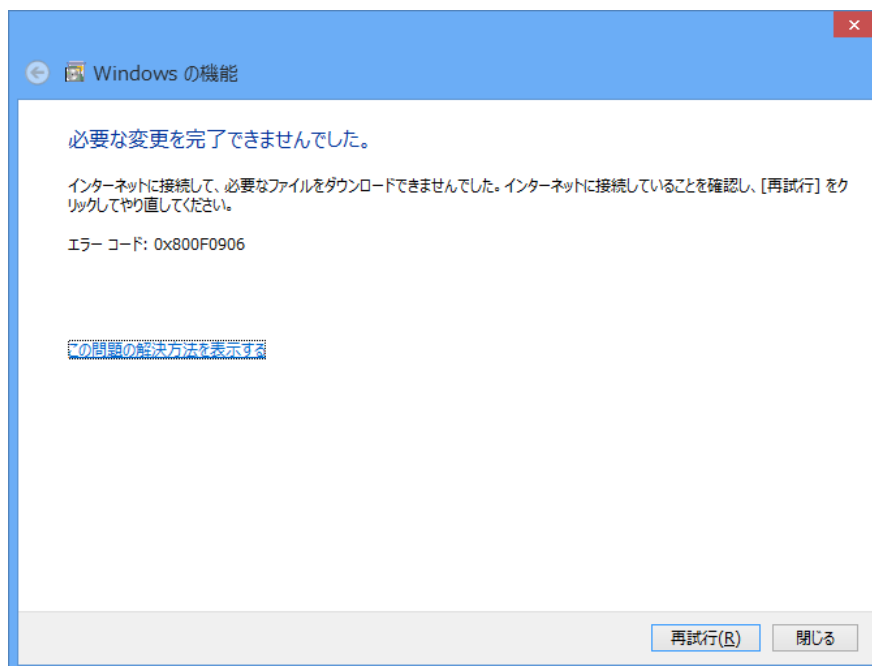 Windows の機能
必要な変更を完了できませんでした。
インターネットに接続して、必要なファイルをダウンロードできませんでした。インターネットに接続していることを確認し、[再試行] をク
リックしてやり直してください。
エラー コード: 0x800F0906
この問題の解決方法を表示する
再試行(R) 閉じる